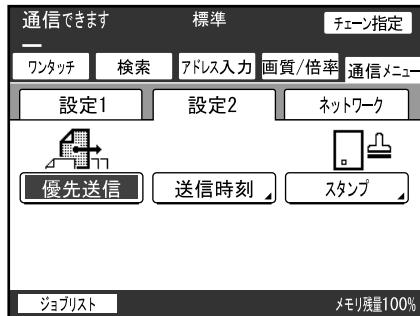 通信できます 標準 チェーン指定
ワンタッチ 検索 アドレス入力 画質/倍率 通信メニュー
設定1 設定2 ネットワーク
優先送信 送信時刻 スタンプ
ジョブリスト メモリ残量100%